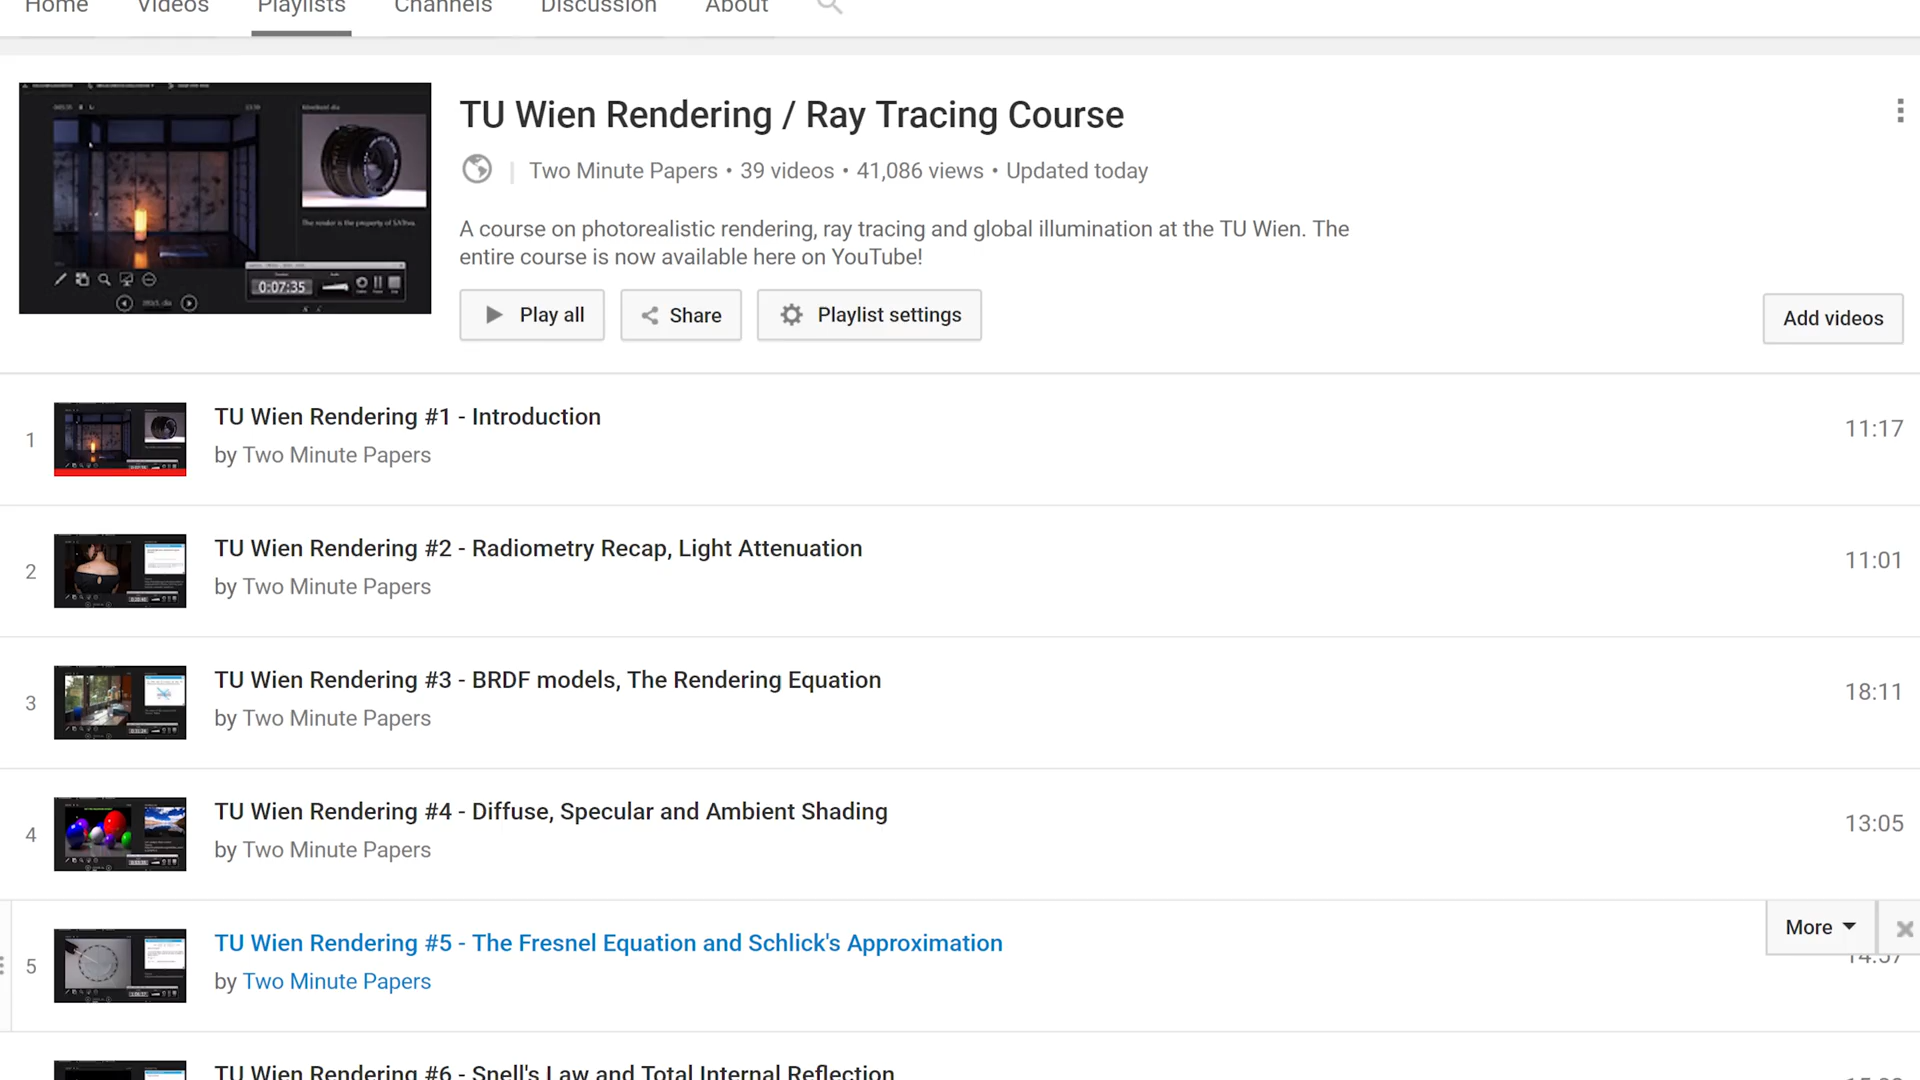 Home Videos Playlists Channels Discussion About
TU Wien Rendering / Ray Tracing Course
Two Minute Papers • 39 videos • 41,086 views • Updated today
A course on photorealistic rendering, ray tracing and global illumination at the TU Wien. The
entire course is now available here on YouTube!
The render is the property of
0:07:35
Play all Share Playlist settings Add videos
1 TU Wien Rendering #1 - Introduction 11:17
by Two Minute Papers
2 TU Wien Rendering #2 - Radiometry Recap, Light Attenuation 11:01
by Two Minute Papers
3 TU Wien Rendering #3 - BRDF models, The Rendering Equation 18:11
by Two Minute Papers
4 TU Wien Rendering #4 - Diffuse, Specular and Ambient Shading 13:05
by Two Minute Papers
More
5 TU Wien Rendering #5 - The Fresnel Equation and Schlick's Approximation
by Two Minute Papers
TU Wien Rendering #6 - Snell's Law and Total Internal Reflection